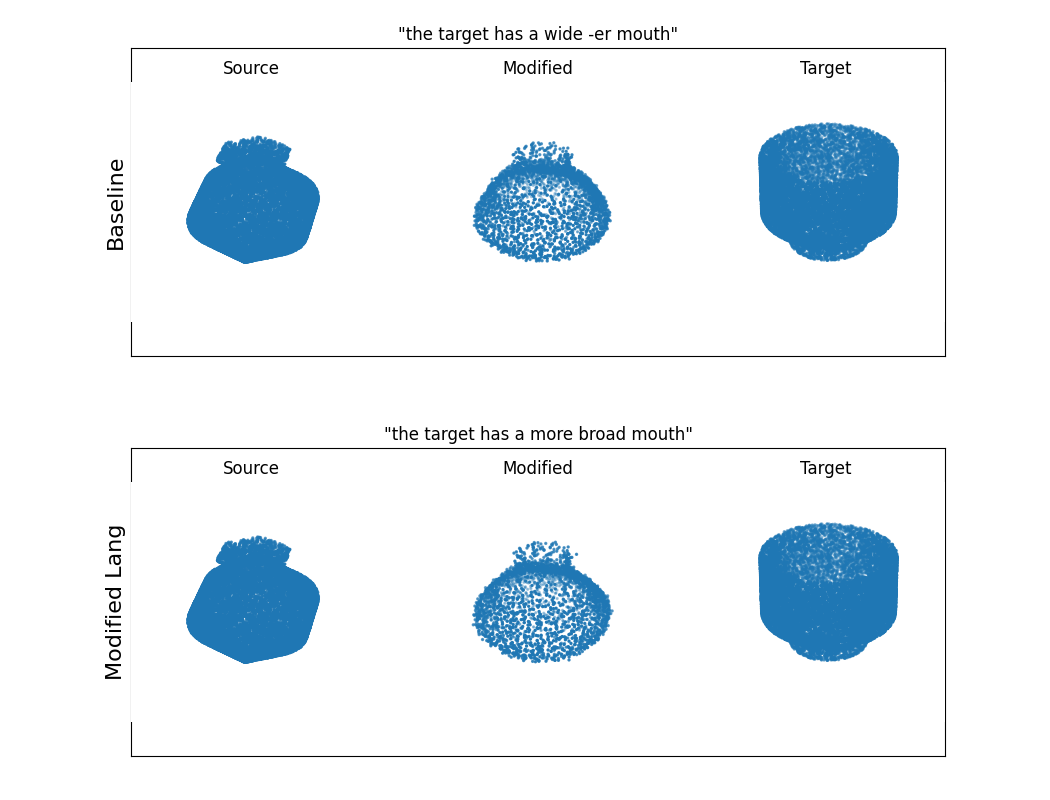 "the target has a wide -er mouth"
Source Modified Target
Baseline
"the target has a more broad mouth"
Source Modified Target
Modified Lang